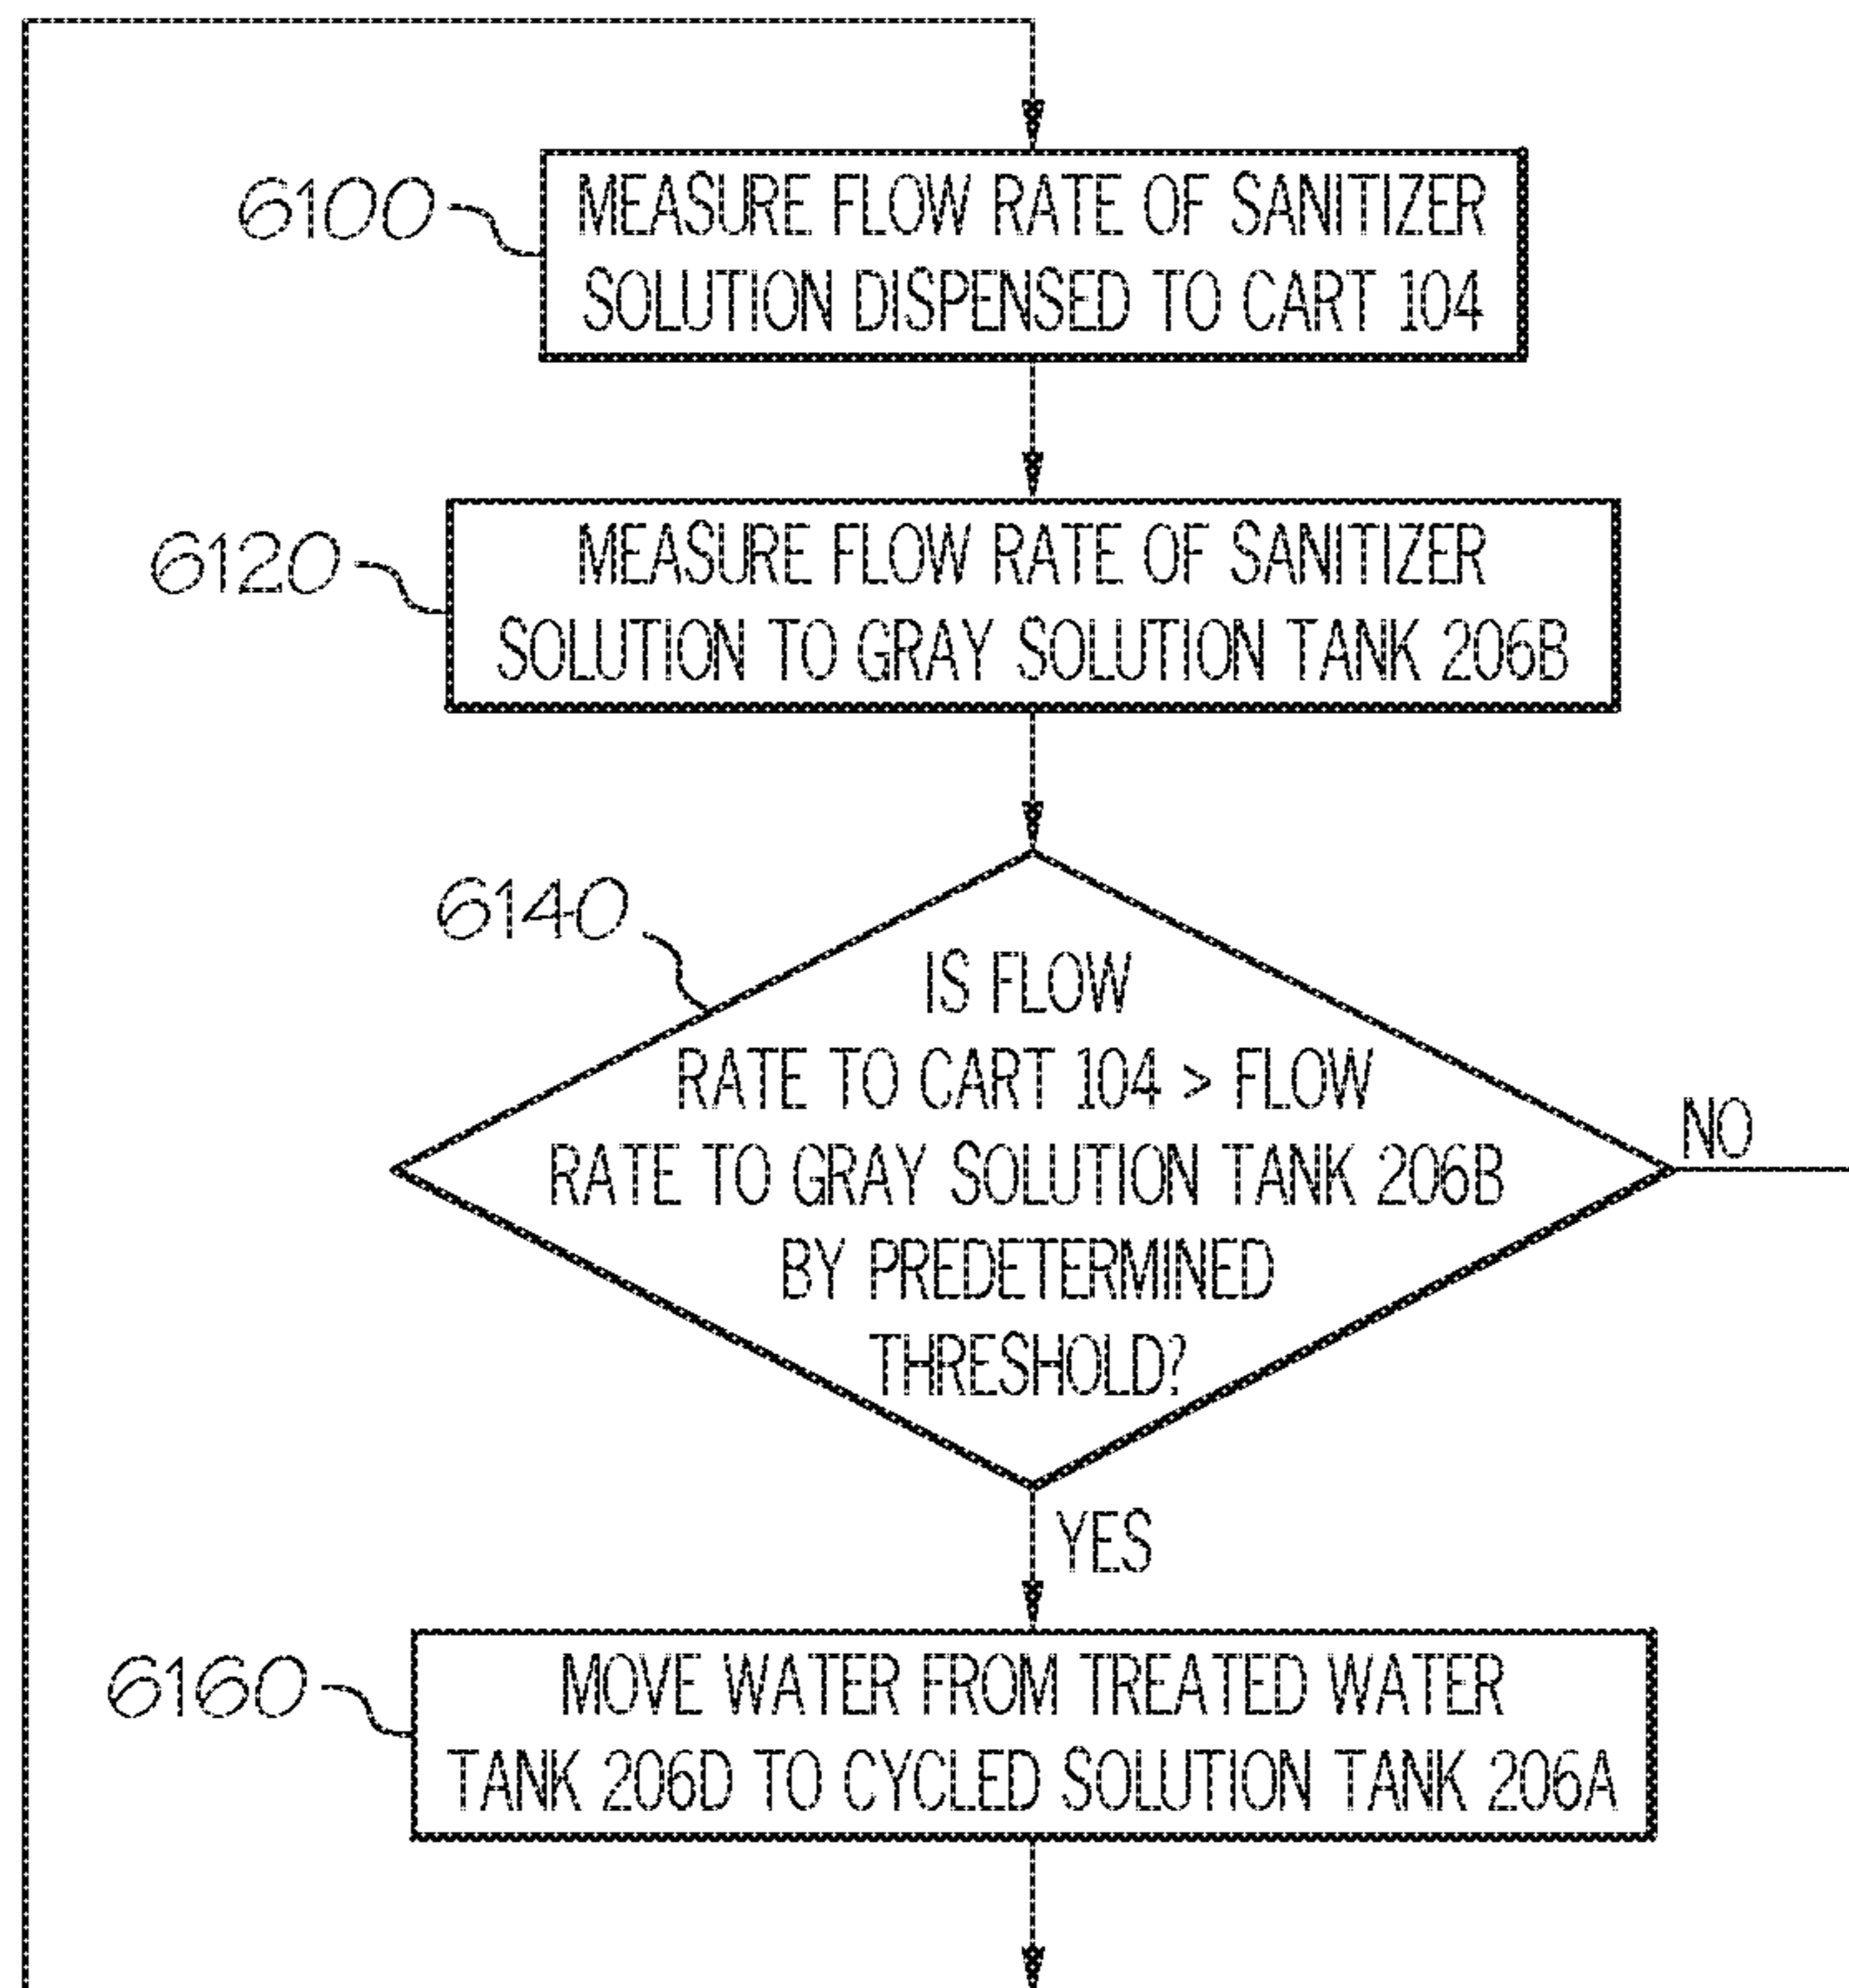 6100
MEASURE FLOW RATE OF SANITIZER
SOLUTION DISPENSED TO CART 104
6120
MEASURE FLOW RATE OF SANITIZER
SOLUTION TO GRAY SOLUTION TANK 206B
6140
IS FLOW
RATE TO CART 104 > FLOW
RATE TO GRAY SOLUTION TANK 206B
BY PREDETERMINED
THRESHOLD?
NO
YES
6160
MOVE WATER FROM TREATED WATER
TANK 206D TO CYCLED SOLUTION TANK 206A